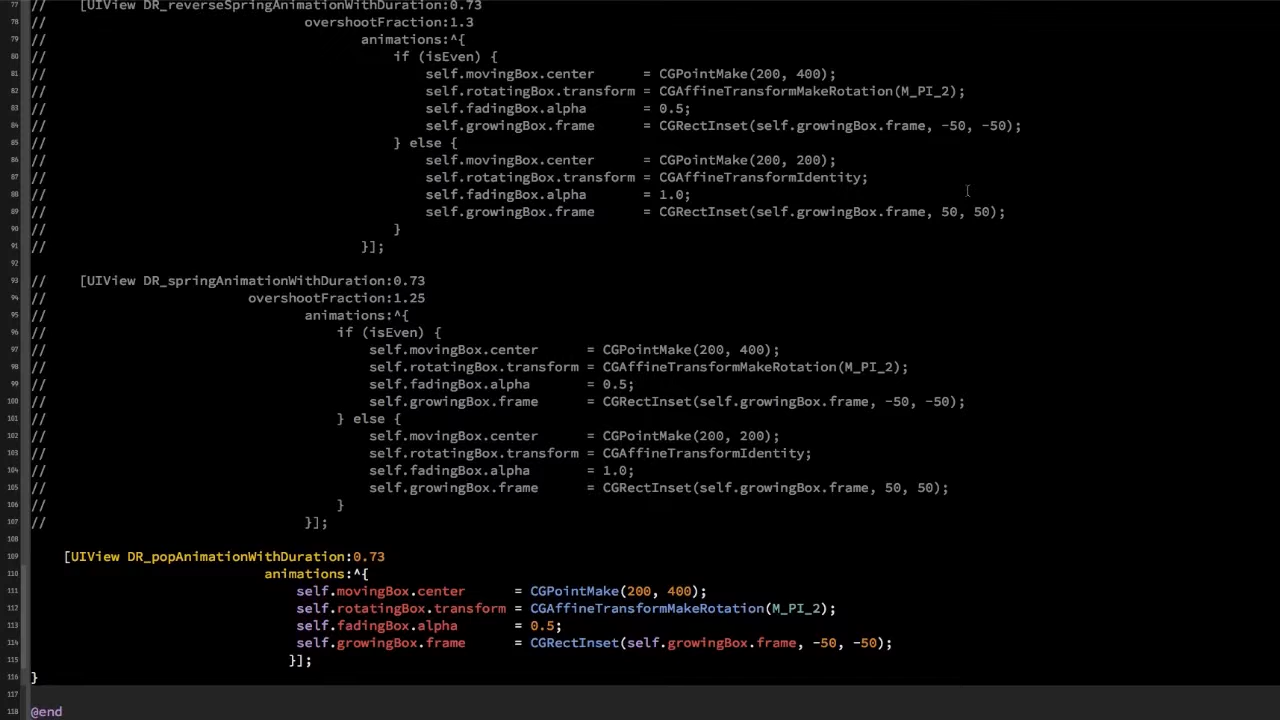 77 //    [UIView DR_reverseSpringAnimationWithDuration:0.73
78 //                                overshootFraction:1.3
79 //                                       animations:^{
80 //                                           if (isEven) {
81 //                                               self.movingBox.center      = CGPointMake(200, 400);
82 //                                               self.rotatingBox.transform = CGAffineTransformMakeRotation(M_PI_2);
83 //                                               self.fadingBox.alpha       = 0.5;
84 //                                               self.growingBox.frame      = CGRectInset(self.growingBox.frame, -50, -50);
85 //                                           } else {
86 //                                               self.movingBox.center      = CGPointMake(200, 200);
87 //                                               self.rotatingBox.transform = CGAffineTransformIdentity;
88 //                                               self.fadingBox.alpha       = 1.0;
89 //                                               self.growingBox.frame      = CGRectInset(self.growingBox.frame, 50, 50);
90 //                                           }
91 //                                       }];
92 //
93 //    [UIView DR_springAnimationWithDuration:0.73
94 //                         overshootFraction:1.25
95 //                                animations:^{
96 //                                    if (isEven) {
97 //                                        self.movingBox.center      = CGPointMake(200, 400);
98 //                                        self.rotatingBox.transform = CGAffineTransformMakeRotation(M_PI_2);
99 //                                        self.fadingBox.alpha       = 0.5;
100 //                                        self.growingBox.frame      = CGRectInset(self.growingBox.frame, -50, -50);
101 //                                    } else {
102 //                                        self.movingBox.center      = CGPointMake(200, 200);
103 //                                        self.rotatingBox.transform = CGAffineTransformIdentity;
104 //                                        self.fadingBox.alpha       = 1.0;
105 //                                        self.growingBox.frame      = CGRectInset(self.growingBox.frame, 50, 50);
106 //                                    }
107 //                                }];
108
109     [UIView DR_popAnimationWithDuration:0.73
110                              animations:^{
111                                  self.movingBox.center      = CGPointMake(200, 400);
112                                  self.rotatingBox.transform = CGAffineTransformMakeRotation(M_PI_2);
113                                  self.fadingBox.alpha       = 0.5;
114                                  self.growingBox.frame      = CGRectInset(self.growingBox.frame, -50, -50);
115                                 }];
116 }
117
118 @end